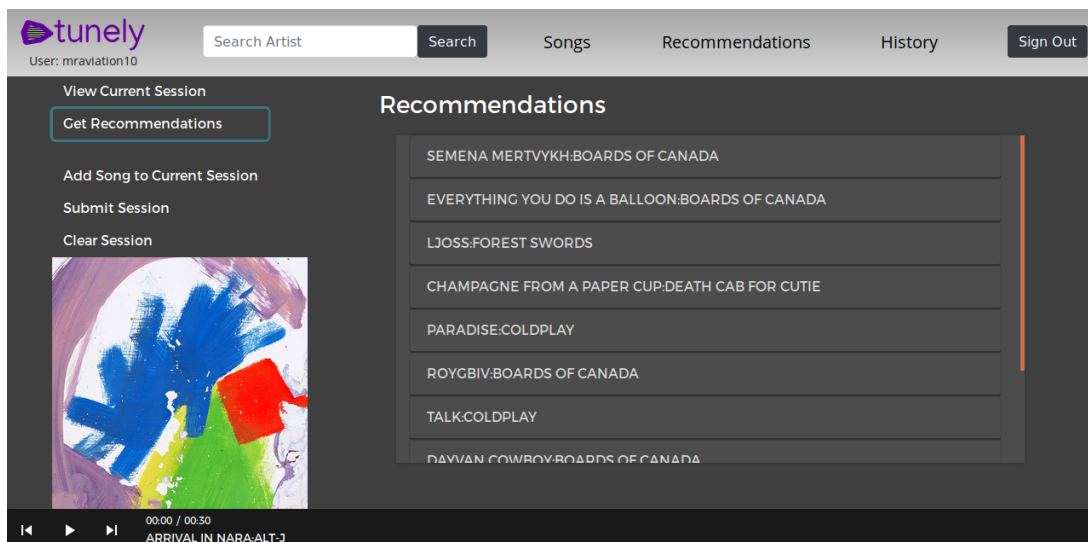 tunely
User: mraviation10
Search Artist
Search
Songs
Recommendations
History
Sign Out
View Current Session
Get Recommendations
Add Song to Current Session
Submit Session
Clear Session
Recommendations
SEMENA MERTVYKH:BOARDS OF CANADA
EVERYTHING YOU DO IS A BALLOON:BOARDS OF CANADA
LJOSS:FOREST SWORDS
CHAMPAGNE FROM A PAPER CUP:DEATH CAB FOR CUTIE
PARADISE:COLDPLAY
ROYGBIV:BOARDS OF CANADA
TALK:COLDPLAY
DAYVAN COWBOY:BOARDS OF CANADA
00:00 / 00:30
ARRIVAL IN NARA:ALT-J